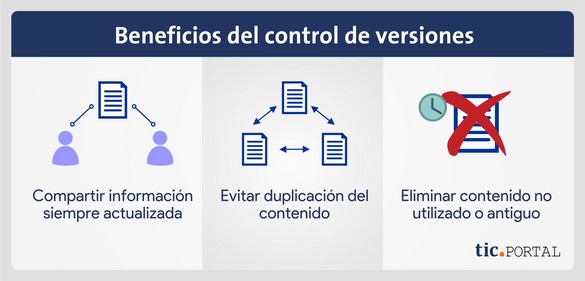 Beneficios del control de versiones
Compartir información
siempre actualizada
Evitar duplicación del
contenido
Eliminar contenido no
utilizado o antiguo
tic.PORTAL